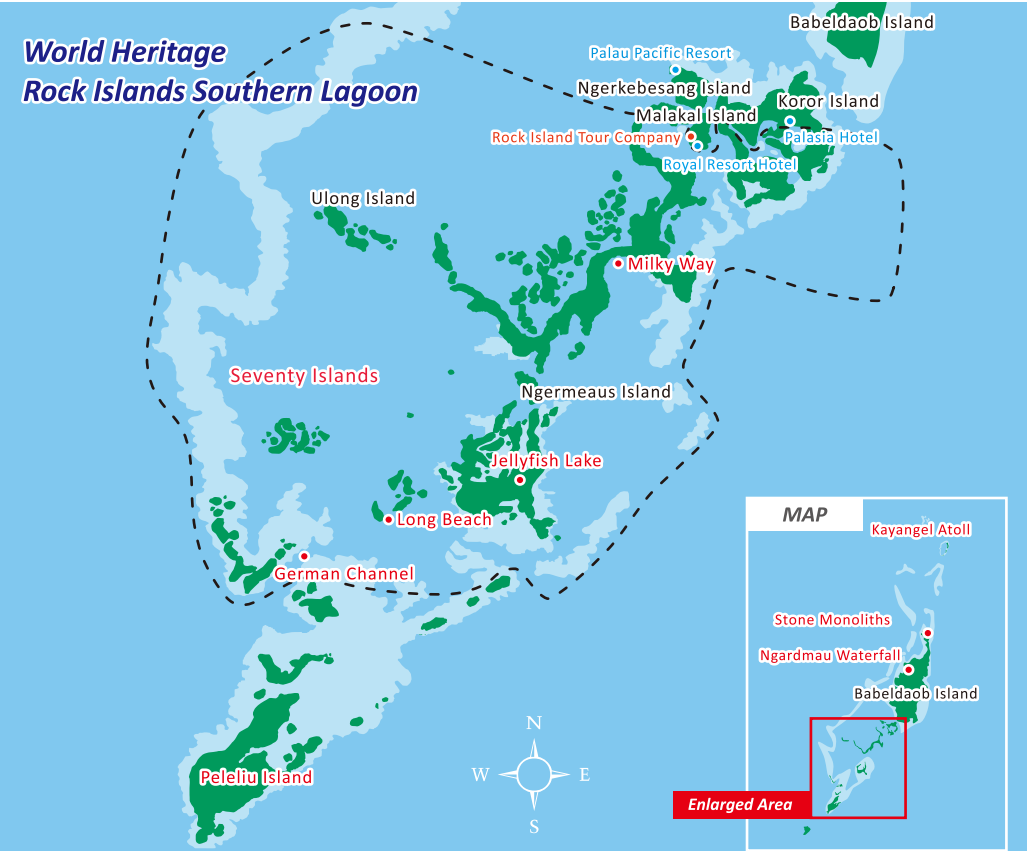 World Heritage
Rock Islands Southern Lagoon
Babeldaob Island
Palau Pacific Resort
Ngerkebesang Island
Koror Island
Malakal Island
Rock Island Tour Company
Palasia Hotel
Royal Resort Hotel
Ulong Island
Milky Way
Seventy Islands
Ngermeaus Island
Jellyfish Lake
Long Beach
German Channel
Peleliu Island
N
W
E
S
MAP
Kayangel Atoll
Stone Monoliths
Ngardmau Waterfall
Babeldaob Island
Enlarged Area